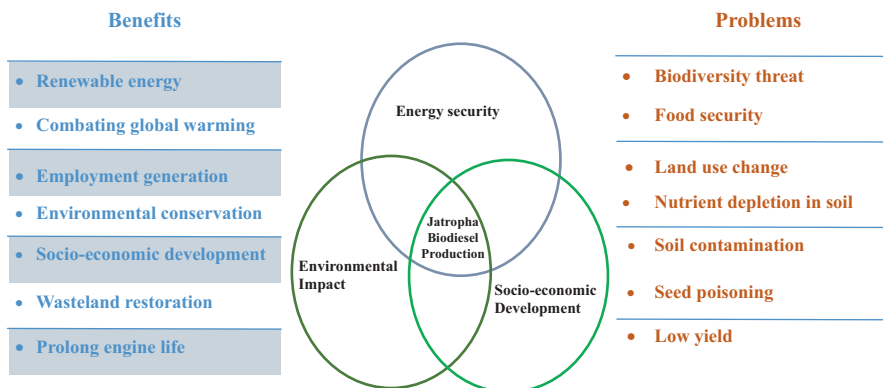 Benefits
• Renewable energy
• Combating global warming
• Employment generation
• Environmental conservation
• Socio-economic development
• Wasteland restoration
• Prolong engine life
Energy security
Jatropha
Biodiesel
Production
Environmental
Impact
Socio-economic
Development
Problems
• Biodiversity threat
• Food security
• Land use change
• Nutrient depletion in soil
• Soil contamination
• Seed poisoning
• Low yield